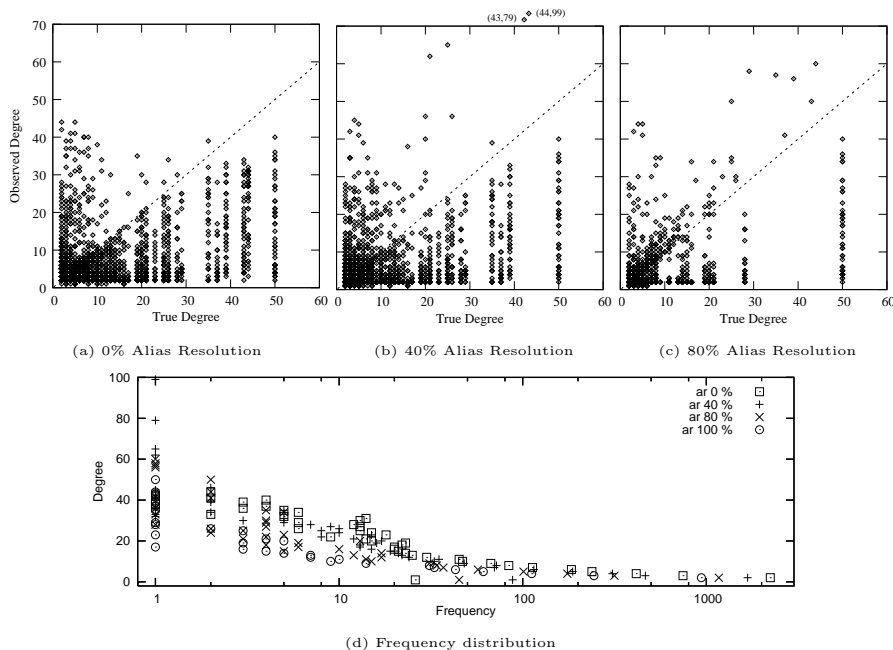 (43,79) (44,99)
70
60
50
40
30
20
10
0
Observed Degree
0 10 20 30 40 50 60
True Degree
0 10 20 30 40 50 60
True Degree
0 10 20 30 40 50 60
True Degree
(a) 0% Alias Resolution
(b) 40% Alias Resolution
(c) 80% Alias Resolution
100
80
60
40
20
0
Degree
ar 0 %
ar 40 %
ar 80 %
ar 100 %
1 10 100 1000
Frequency
(d) Frequency distribution